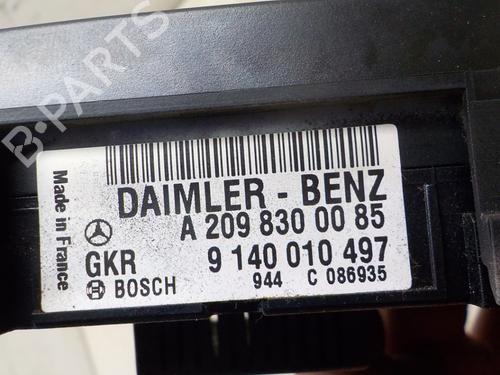 B-PARTS
Made in France
DAIMLER - BENZ
A 209 830 00 85
GKR 9 140 010 497
BOSCH 944 C 086935